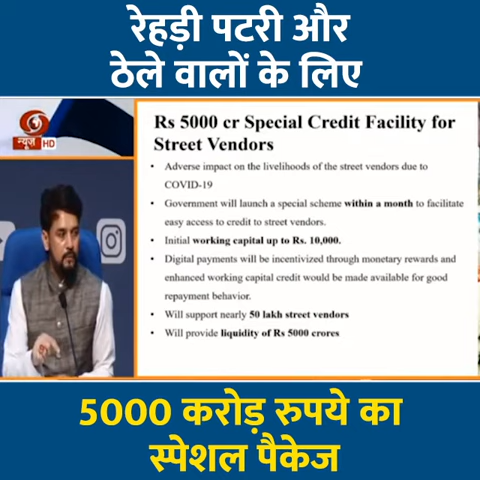 रेहड़ी पटरी और
ठेले वालों के लिए
न्यूज़ HD
Rs 5000 cr Special Credit Facility for
Street Vendors
• Adverse impact on the livelihoods of the street vendors due to
COVID-19
• Government will launch a special scheme within a month to facilitate
easy access to credit to street vendors.
• Initial working capital up to Rs. 10,000.
• Digital payments will be incentivized through monetary rewards and
enhanced working capital credit would be made available for good
repayment behavior.
• Will support nearly 50 lakh street vendors
• Will provide liquidity of Rs 5000 crores
5000 करोड़ रुपये का
स्पेशल पैकेज